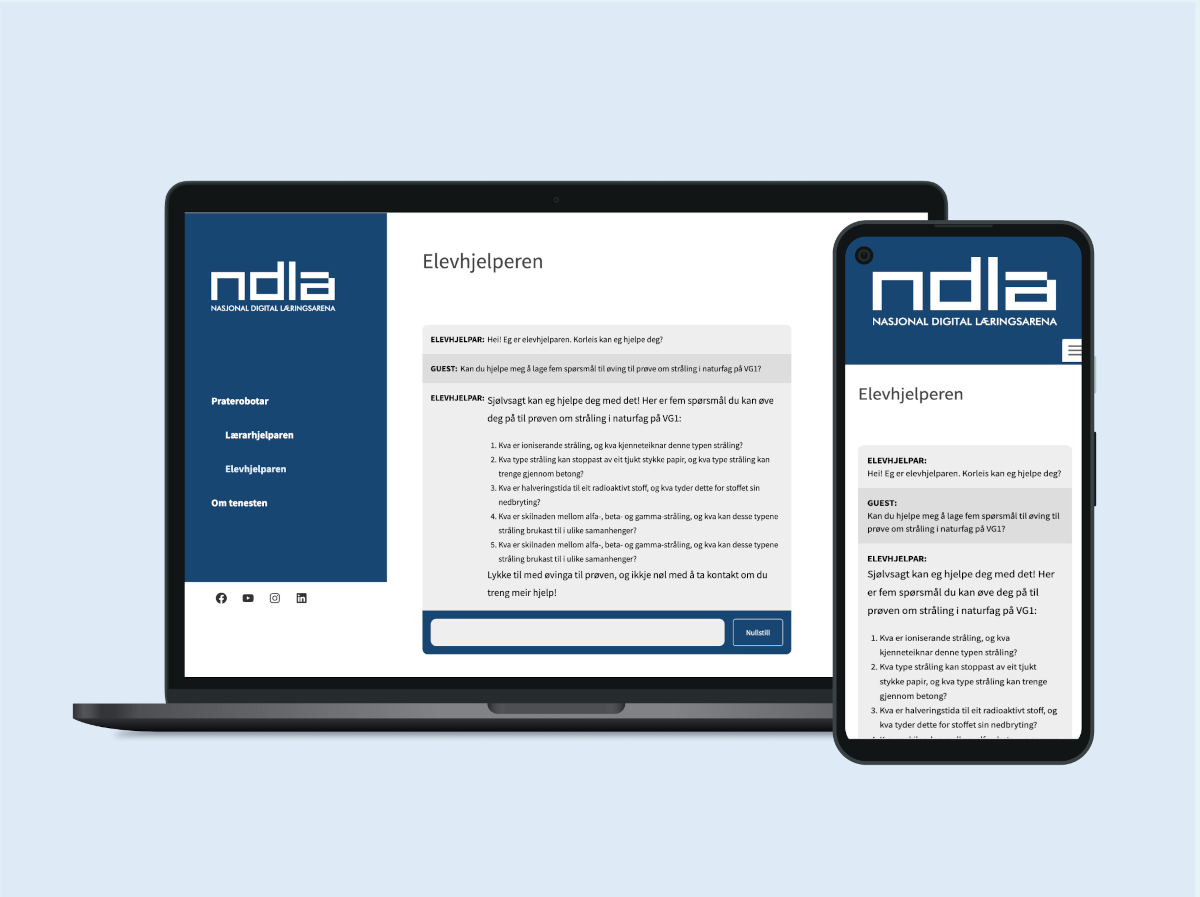 ndla
NASJONAL DIGITAL LÆRINGSARENA
Praterobotar
Lærarhjelparen
Elevhjelparen
Om tenesten
Elevhjelperen
ELEVHJELPAR: Hei! Eg er elevhjelparen. Korleis kan eg hjelpe deg?
GUEST: Kan du hjelpe meg å lage fem spørsmål til øving til prøve om stråling i naturfag på VG1?
ELEVHJELPAR: Sjølvsagt kan eg hjelpe deg med det! Her er fem spørsmål du kan øve
deg på til prøven om stråling i naturfag på VG1:
1. Kva er ioniserande stråling, og kva kjenneteiknar denne typen stråling?
2. Kva type stråling kan stoppast av eit tjukt stykke papir, og kva type stråling kan
trenge gjennom betong?
3. Kva er halveringstida til eit radioaktivt stoff, og kva tyder dette for stoffet sin
nedbryting?
4. Kva er skilnaden mellom alfa-, beta- og gamma-stråling, og kva kan desse typene
stråling brukast til i ulike samanhenger?
5. Kva er skilnaden mellom alfa-, beta- og gamma-stråling, og kva kan desse typene
stråling brukast til i ulike samanhenger?
Lykke til med øvinga til prøven, og ikkje nøl med å ta kontakt om du
treng meir hjelp!
Nullstill
ndla
NASJONAL DIGITAL LÆRINGSARENA
Elevhjelperen
ELEVHJELPAR:
Hei! Eg er elevhjelparen. Korleis kan eg hjelpe deg?
GUEST:
Kan du hjelpe meg å lage fem spørsmål til øving til
prøve om stråling i naturfag på VG1?
ELEVHJELPAR:
Sjølvsagt kan eg hjelpe deg med det! Her
er fem spørsmål du kan øve deg på til
prøven om stråling i naturfag på VG1:
1. Kva er ioniserande stråling, og kva
kjenneteiknar denne typen stråling?
2. Kva type stråling kan stoppast av eit tjukt
stykke papir, og kva type stråling kan trenge
gjennom betong?
3. Kva er halveringstida til eit radioaktivt stoff, og
kva tyder dette for stoffet sin nedbryting?